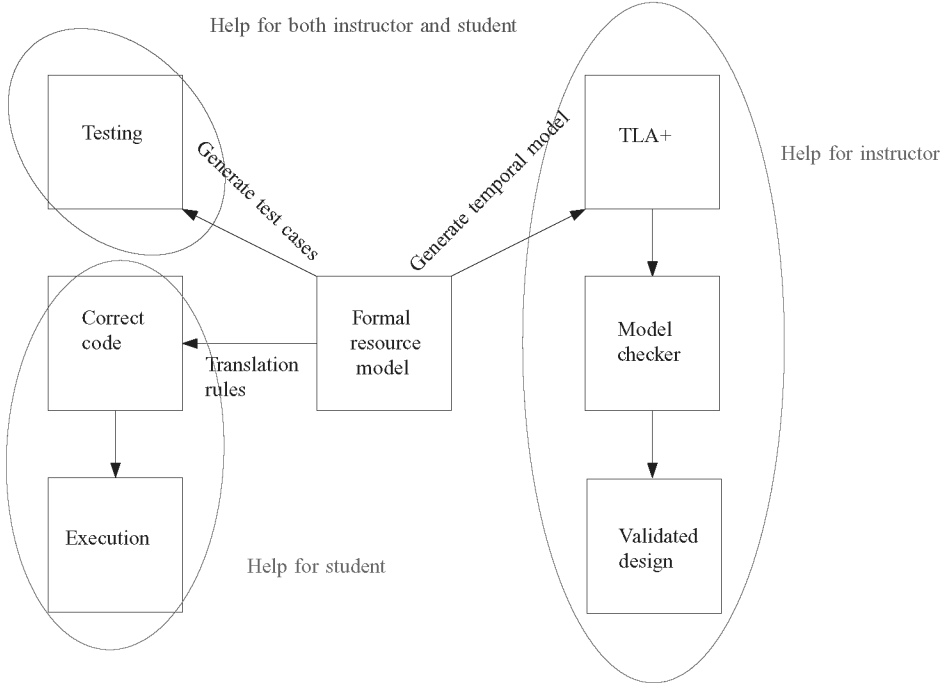 Help for both instructor and student
Testing
Generate test cases
Generate temporal model
TLA+
Help for instructor
Correct
code
Translation
rules
Formal
resource
model
Model
checker
Execution
Help for student
Validated
design